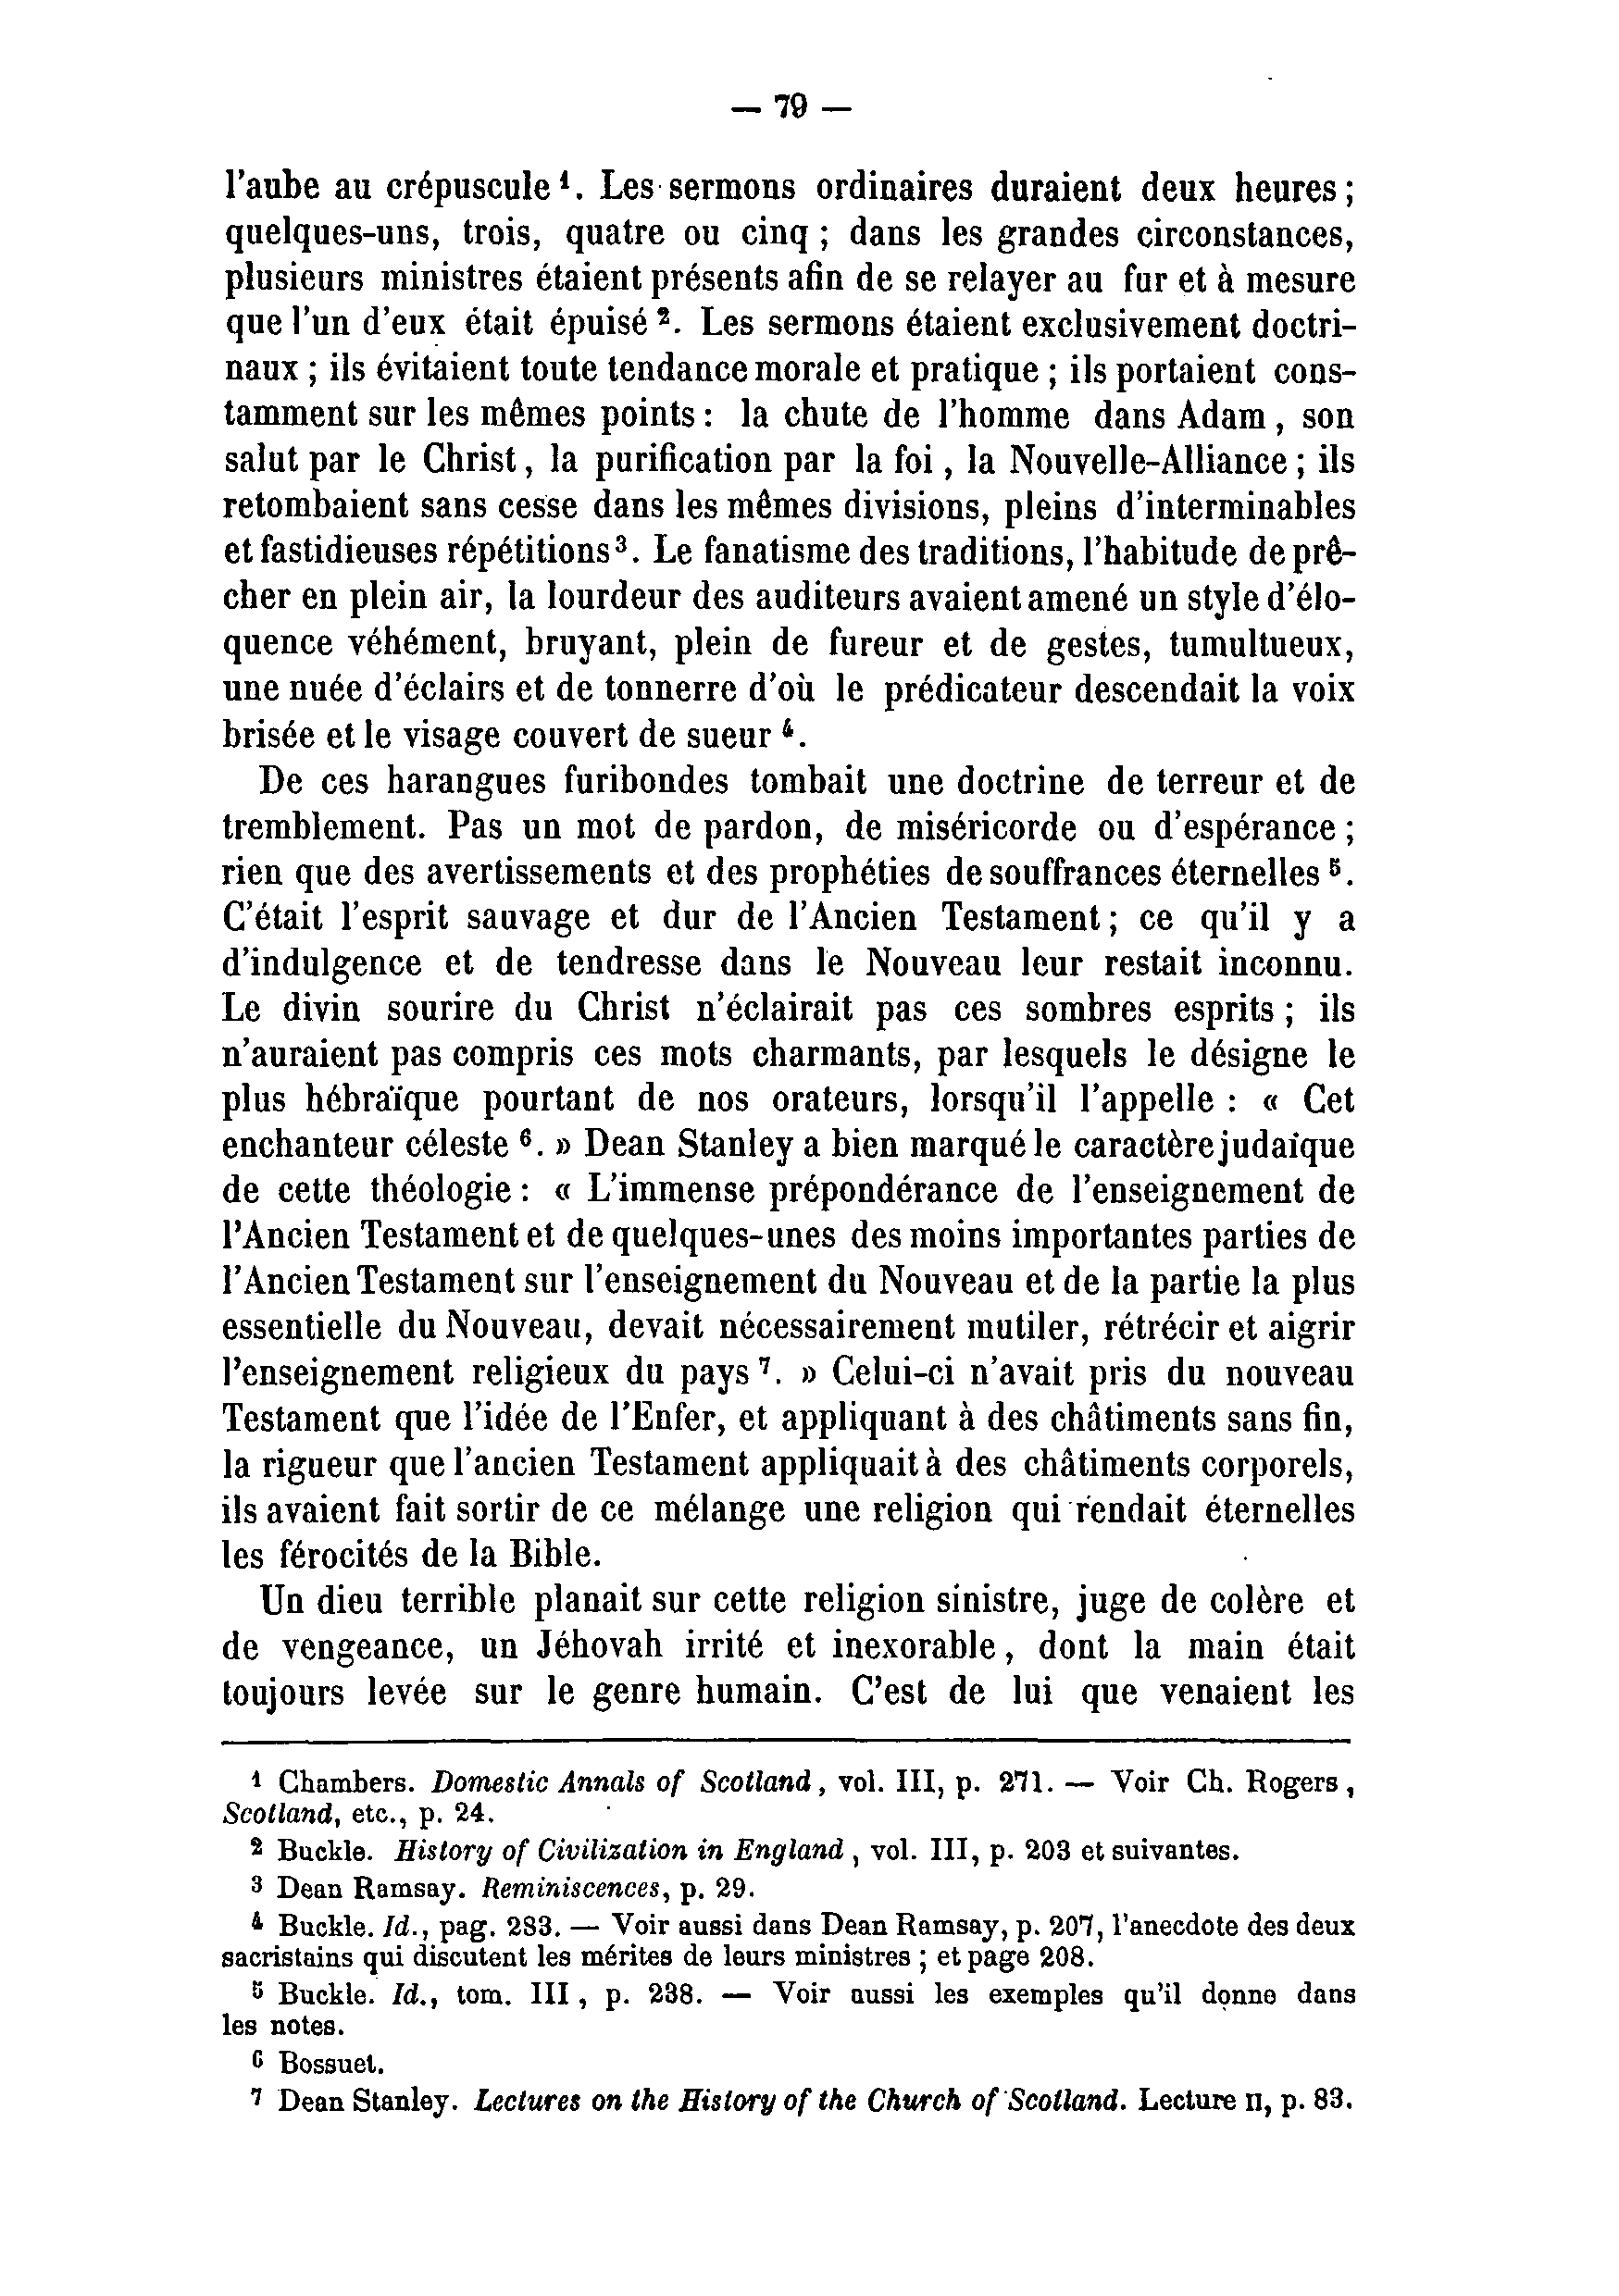 — 79 —
l'aube au crépuscule ¹. Les sermons ordinaires duraient deux heures ;
quelques-uns, trois, quatre ou cinq ; dans les grandes circonstances,
plusieurs ministres étaient présents afin de se relayer au fur et à mesure
que l'un d'eux était épuisé ². Les sermons étaient exclusivement doctri-
naux ; ils évitaient toute tendance morale et pratique ; ils portaient cons-
tamment sur les mêmes points : la chute de l'homme dans Adam, son
salut par le Christ, la purification par la foi, la Nouvelle-Alliance ; ils
retombaient sans cesse dans les mêmes divisions, pleins d'interminables
et fastidieuses répétitions ³. Le fanatisme des traditions, l'habitude de prê-
cher en plein air, la lourdeur des auditeurs avaient amené un style d'élo-
quence véhément, bruyant, plein de fureur et de gestes, tumultueux,
une nuée d'éclairs et de tonnerre d'où le prédicateur descendait la voix
brisée et le visage couvert de sueur ⁴.
De ces harangues furibondes tombait une doctrine de terreur et de
tremblement. Pas un mot de pardon, de miséricorde ou d'espérance ;
rien que des avertissements et des prophéties de souffrances éternelles ⁵.
C'était l'esprit sauvage et dur de l'Ancien Testament ; ce qu'il y a
d'indulgence et de tendresse dans le Nouveau leur restait inconnu.
Le divin sourire du Christ n'éclairait pas ces sombres esprits ; ils
n'auraient pas compris ces mots charmants, par lesquels le désigne le
plus hébraïque pourtant de nos orateurs, lorsqu'il l'appelle : « Cet
enchanteur céleste ⁶. » Dean Stanley a bien marqué le caractère judaïque
de cette théologie : « L'immense prépondérance de l'enseignement de
l'Ancien Testament et de quelques-unes des moins importantes parties de
l'Ancien Testament sur l'enseignement du Nouveau et de la partie la plus
essentielle du Nouveau, devait nécessairement mutiler, rétrécir et aigrir
l'enseignement religieux du pays ⁷. » Celui-ci n'avait pris du nouveau
Testament que l'idée de l'Enfer, et appliquant à des châtiments sans fin,
la rigueur que l'ancien Testament appliquait à des châtiments corporels,
ils avaient fait sortir de ce mélange une religion qui rendait éternelles
les férocités de la Bible.
Un dieu terrible planait sur cette religion sinistre, juge de colère et
de vengeance, un Jéhovah irrité et inexorable, dont la main était
toujours levée sur le genre humain. C'est de lui que venaient les
¹ Chambers. Domestic Annals of Scotland, vol. III, p. 271. — Voir Ch. Rogers,
Scotland, etc., p. 24.
² Buckle. History of Civilization in England, vol. III, p. 203 et suivantes.
³ Dean Ramsay. Reminiscences, p. 29.
⁴ Buckle. Id., pag. 283. — Voir aussi dans Dean Ramsay, p. 207, l'anecdote des deux
sacristains qui discutent les mérites de leurs ministres ; et page 208.
⁵ Buckle. Id., tom. III, p. 238. — Voir aussi les exemples qu'il donne dans
les notes.
⁶ Bossuet.
⁷ Dean Stanley. Lectures on the History of the Church of Scotland. Lecture II, p. 83.